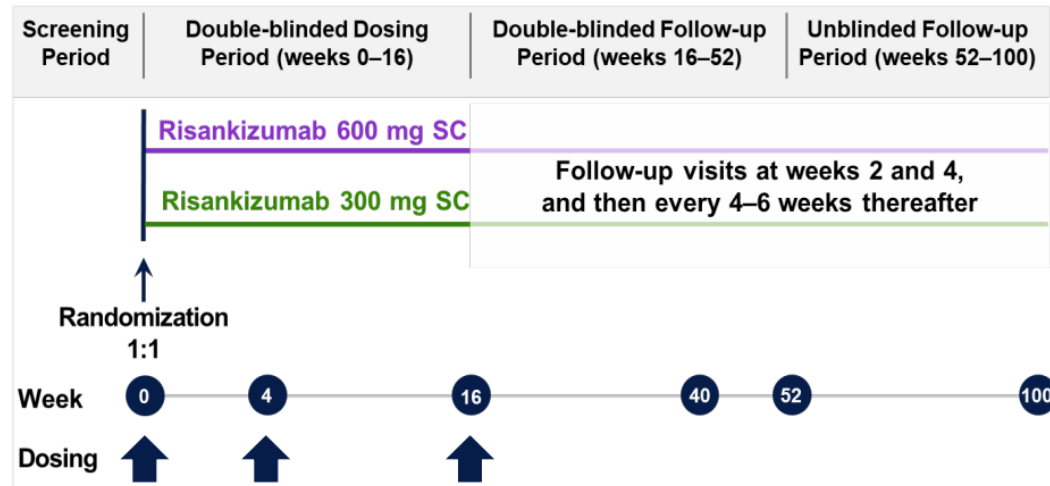 Screening
Period
Double-blinded Dosing
Period (weeks 0–16)
Double-blinded Follow-up
Period (weeks 16–52)
Unblinded Follow-up
Period (weeks 52–100)
Risankizumab 600 mg SC
Risankizumab 300 mg SC
Follow-up visits at weeks 2 and 4,
and then every 4–6 weeks thereafter
Randomization
1:1
Week 0 4 16 40 52 100
Dosing